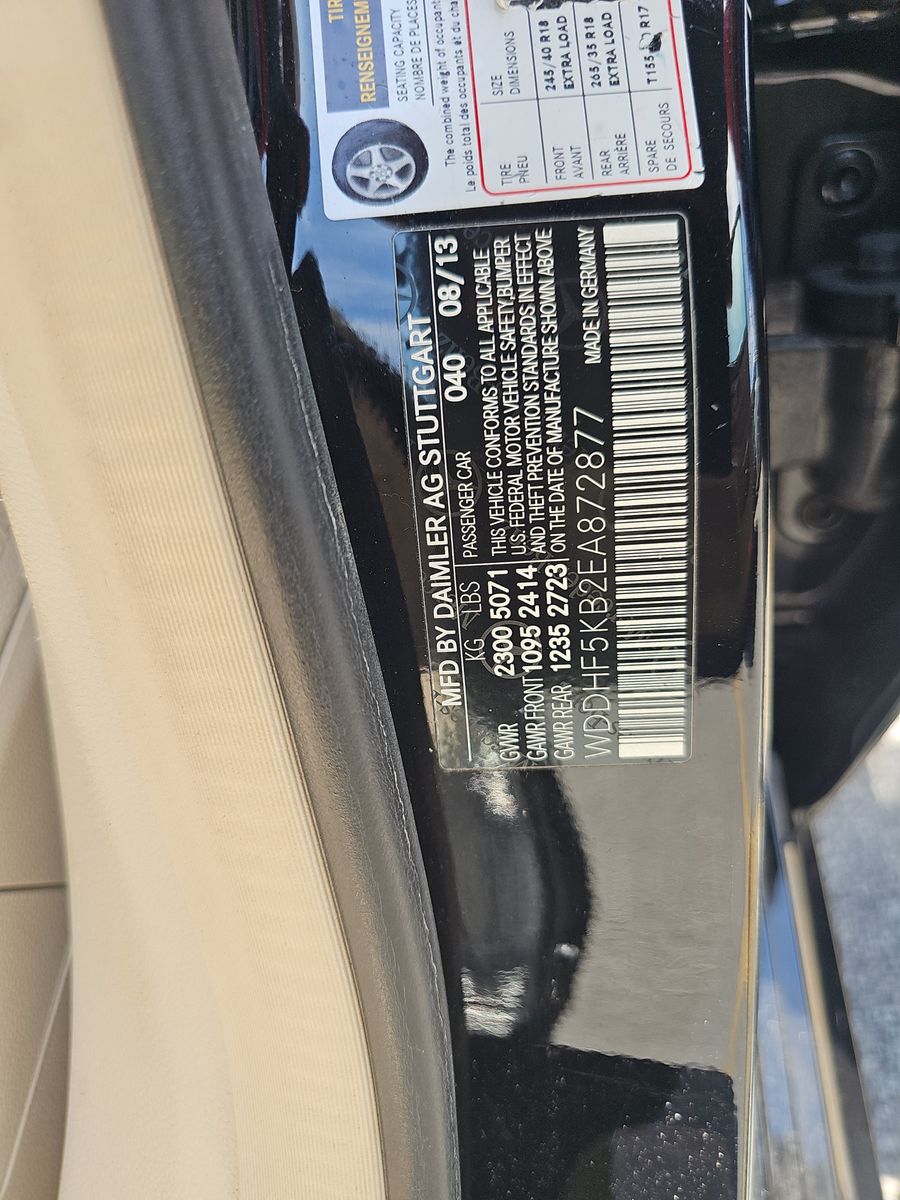 MFD BY DAIMLER AG STUTTGART
KG LBS PASSENGER CAR 040 08/13
GVWR 2300 5071 THIS VEHICLE CONFORMS TO ALL APPLICABLE
GAWR FRONT 1095 2414 U.S. FEDERAL MOTOR VEHICLE SAFETY,BUMPER
GAWR REAR 1235 2723 AND THEFT PREVENTION STANDARDS IN EFFECT
ON THE DATE OF MANUFACTURE SHOWN ABOVE
WDDHF5KB2EA872877 MADE IN GERMANY
TIR
RENSEIGNEM
SEATING CAPACITY
NOMBRE DE PLACES
The combined weight of occupant
Le poids total des occupants et du cha
TIRE SIZE
PNEU DIMENSIONS
FRONT 245/40 R18
AVANT EXTRA LOAD
REAR 265/35 R18
ARRIÈRE EXTRA LOAD
SPARE T155 R17
DE SECOURS